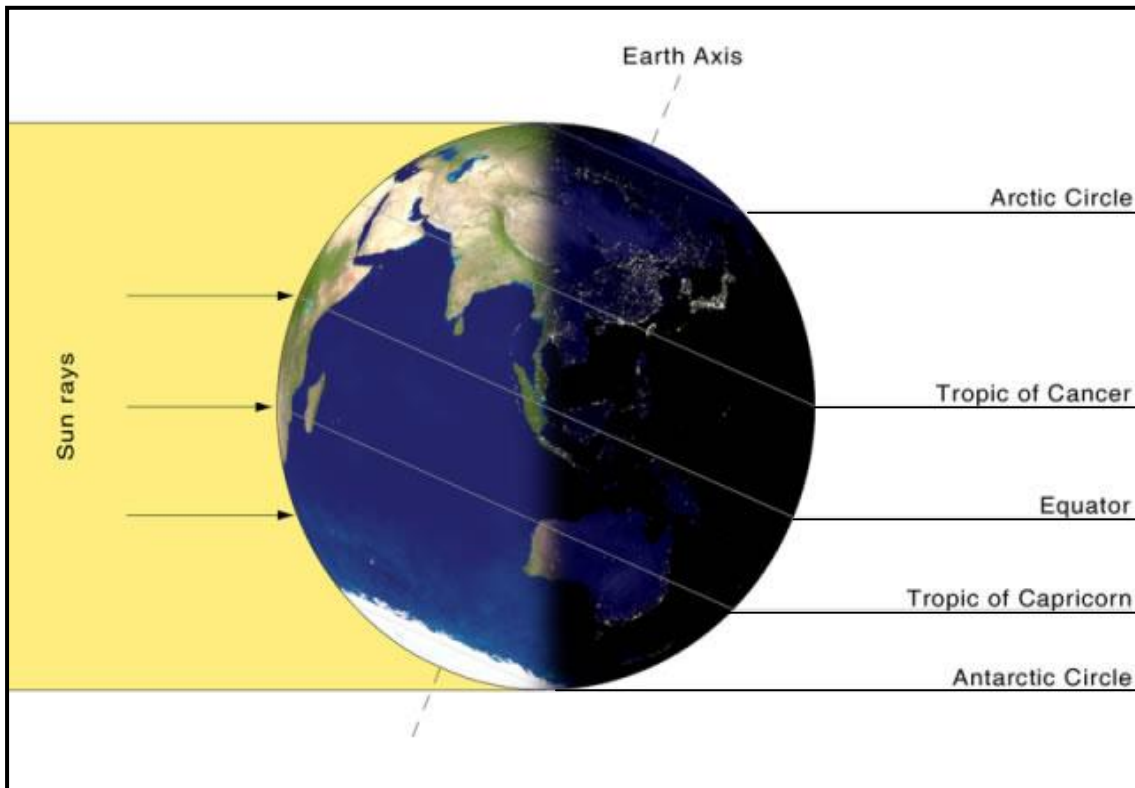 Earth Axis
Arctic Circle
Sun rays
Tropic of Cancer
Equator
Tropic of Capricorn
Antarctic Circle